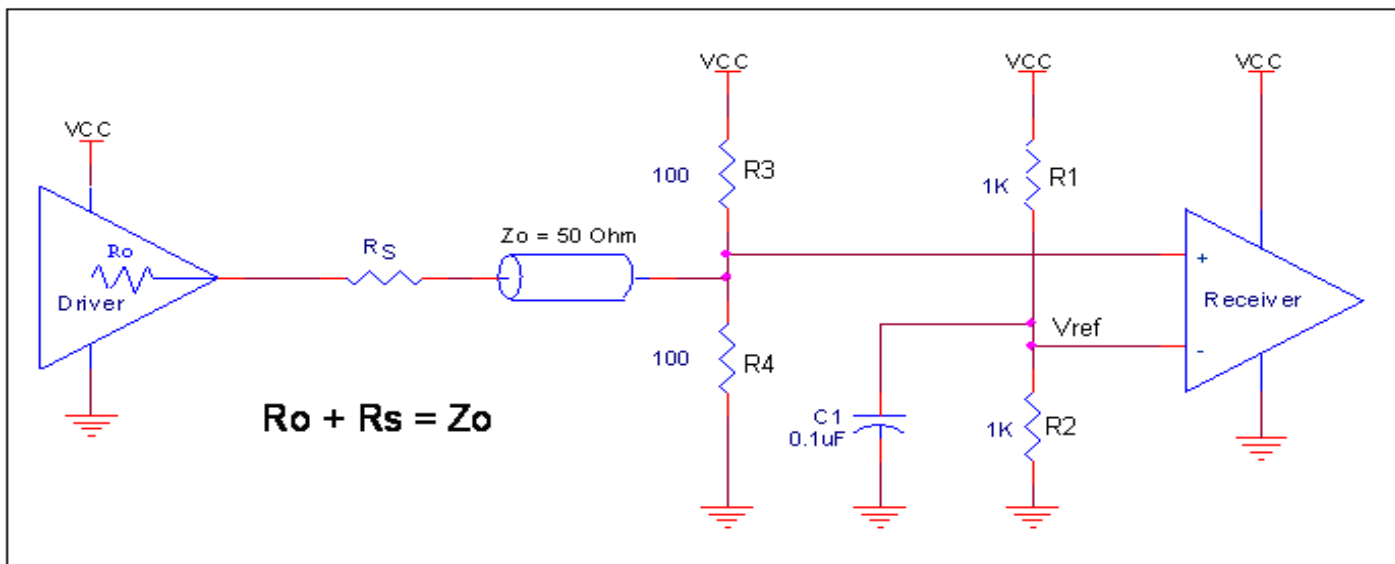 VCC
VCC
VCC
VCC
100
R3
1K
R1
Ro
Driver
RS
Zo = 50 Ohm
+
Receiver
Vref
-
100
R4
C1
0.1uF
1K
R2
Ro + Rs = Zo